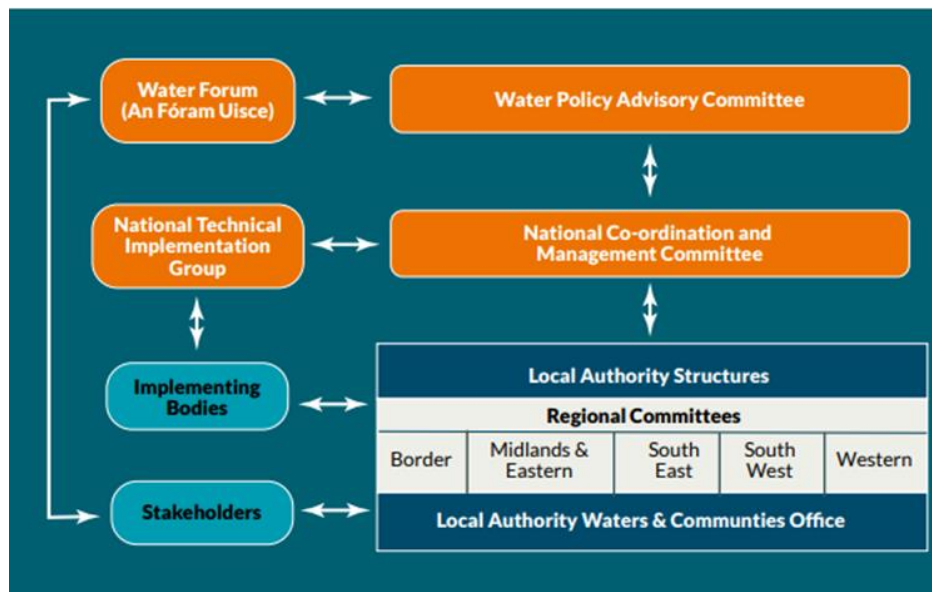 Water Forum
(An Fóram Uisce)
Water Policy Advisory Committee
National Technical
Implementation
Group
National Co-ordination and
Management Committee
Implementing
Bodies
Local Authority Structures
Regional Committees
Border
Midlands &
Eastern
South
East
South
West
Western
Stakeholders
Local Authority Waters & Communties Office